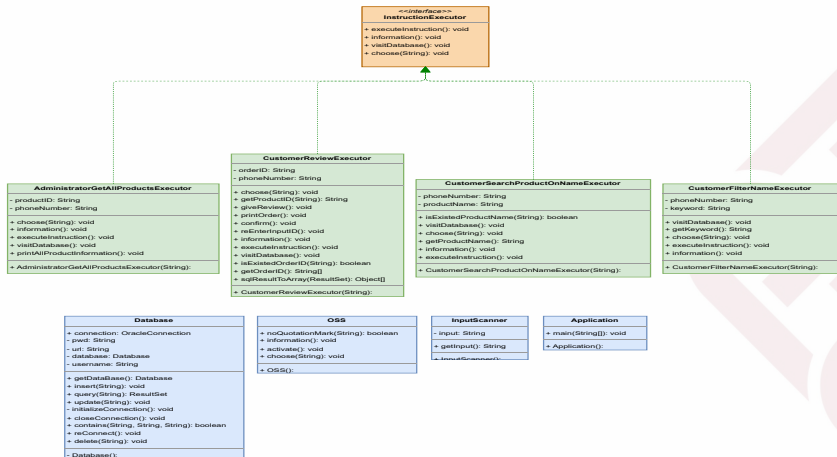 <<interface>>
InstructionExecutor
+ executeInstruction(): void
+ information(): void
+ visitDatabase(): void
+ choose(String): void
AdministratorGetAllProductsExecutor
- productID: String
- phoneNumber: String
+ choose(String): void
+ information(): void
+ executeInstruction(): void
+ visitDatabase(): void
+ printAllProductInformation(): void
+ AdministratorGetAllProductsExecutor(String):
CustomerReviewExecutor
- orderID: String
- phoneNumber: String
+ choose(String): void
+ getProductID(String): String
+ giveReview(): void
+ printOrder(): void
+ confirm(): void
+ reEnterInputID(): void
+ information(): void
+ executeInstruction(): void
+ visitDatabase(): void
+ isExistedOrderID(String): boolean
+ getOrderID(): String[]
+ sqlResultToArray(ResultSet): Object[]
+ CustomerReviewExecutor(String):
CustomerSearchProductOnNameExecutor
- phoneNumber: String
- productName: String
+ isExistedProductName(String): boolean
+ visitDatabase(): void
+ choose(String): void
+ getProductName(): String
+ information(): void
+ executeInstruction(): void
+ CustomerSearchProductOnNameExecutor(String):
CustomerFilterNameExecutor
- phoneNumber: String
- keyword: String
+ visitDatabase(): void
+ getKeyword(): String
+ choose(String): void
+ executeInstruction(): void
+ information(): void
+ CustomerFilterNameExecutor(String):
Database
+ connection: OracleConnection
- pwd: String
- url: String
- database: Database
- username: String
+ getDataBase(): Database
+ insert(String): void
+ query(String): ResultSet
+ update(String): void
- initializeConnection(): void
+ closeConnection(): void
+ contains(String, String, String): boolean
+ reConnect(): void
+ delete(String): void
- Database():
OSS
+ noQuotationMark(String): boolean
+ information(): void
+ activate(): void
+ choose(String): void
+ OSS():
InputScanner
- input: String
+ getInput(): String
+ InputScanner():
Application
+ main(String[]): void
+ Application():